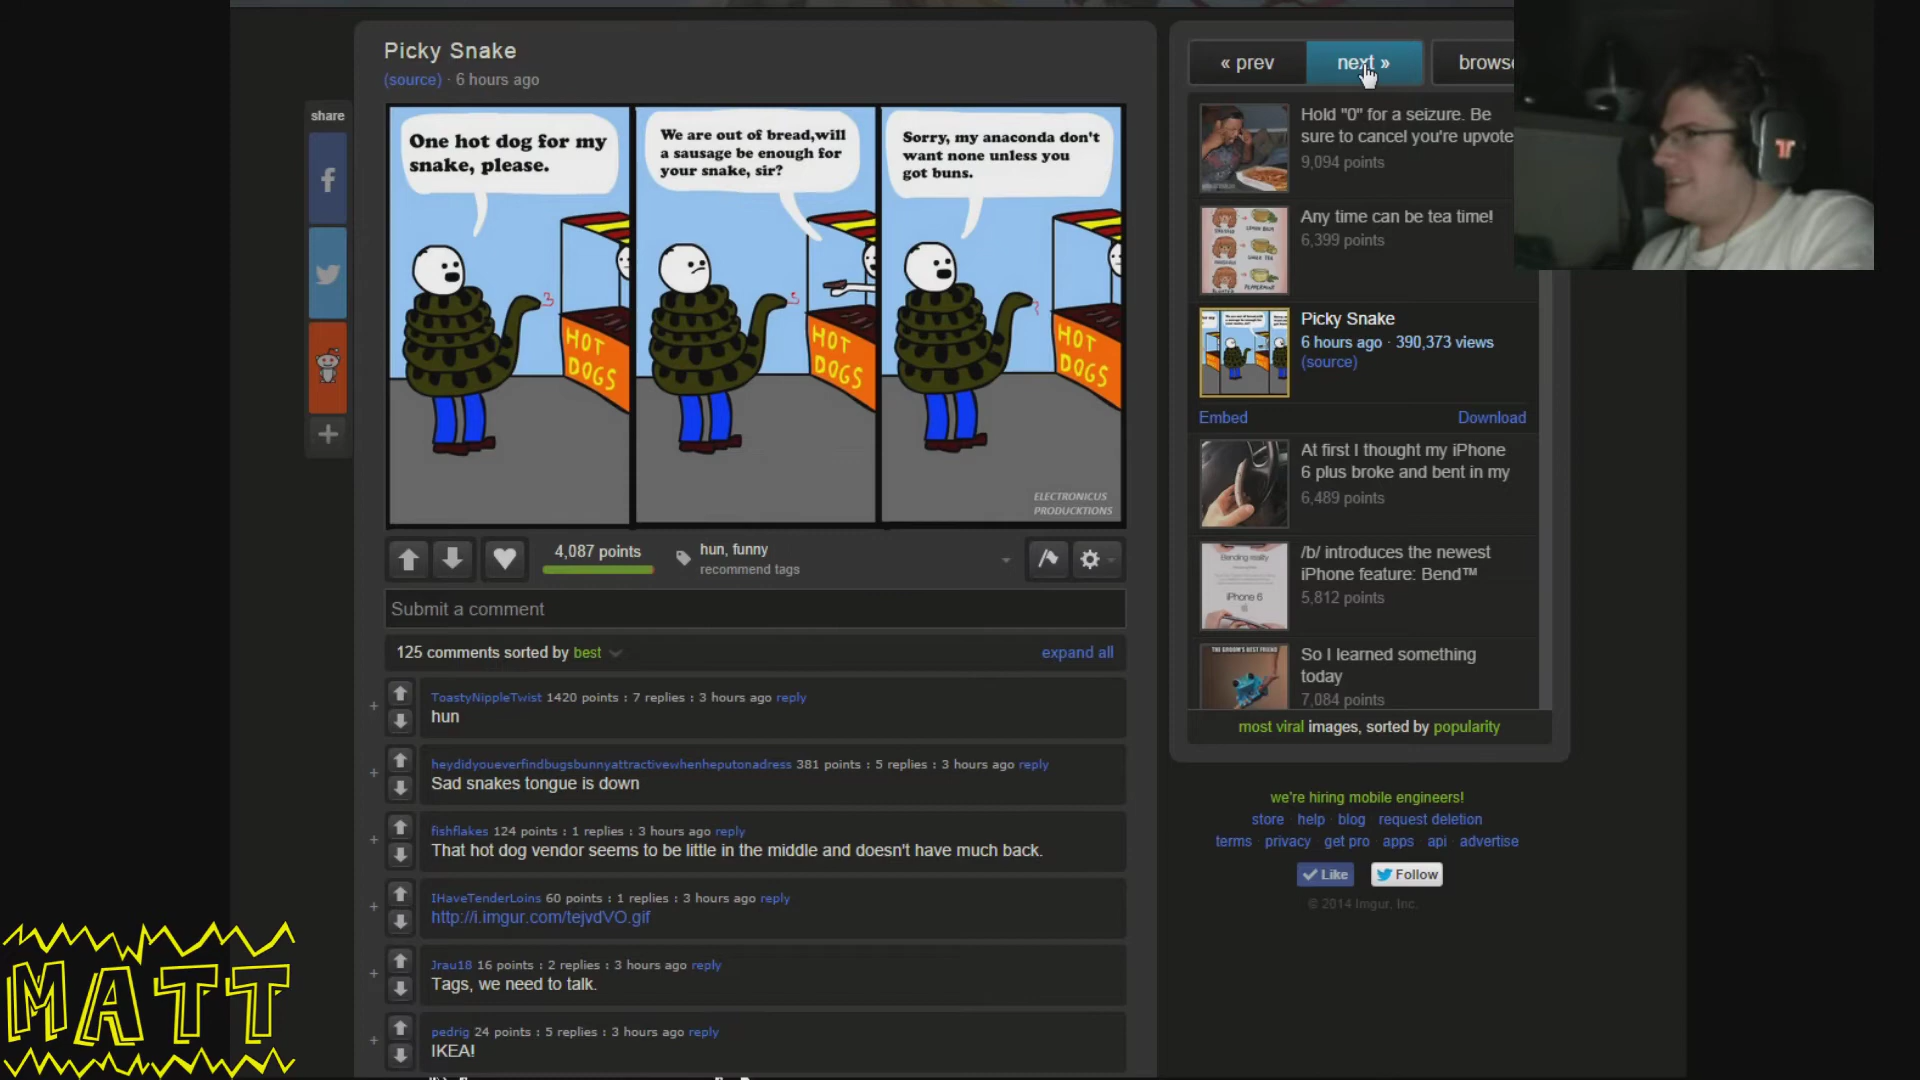 Picky Snake
(source) · 6 hours ago
share
One hot dog for my
snake, please.
We are out of bread,will
a sausage be enough for
your snake, sir?
Sorry, my anaconda don't
want none unless you
got buns.
HOT
DOGS
HOT
DOGS
HOT
DOGS
ELECTRONICUS
PRODUCKTIONS
4,087 points
hun, funny
recommend tags
Submit a comment
125 comments sorted by best
expand all
ToastyNippleTwist 1420 points : 7 replies : 3 hours ago reply
hun
heydidyoueverfindbugsbunnyattractivewhenheputonadress 381 points : 5 replies : 3 hours ago reply
Sad snakes tongue is down
fishflakes 124 points : 1 replies : 3 hours ago reply
That hot dog vendor seems to be little in the middle and doesn't have much back.
IHaveTenderLoins 60 points : 1 replies : 3 hours ago reply
http://i.imgur.com/tejvdVO.gif
Jrau18 16 points : 2 replies : 3 hours ago reply
Tags, we need to talk.
pedrig 24 points : 5 replies : 3 hours ago reply
IKEA!
« prev
next »
brows
Hold "0" for a seizure. Be
sure to cancel you're upvote
9,094 points
Any time can be tea time!
6,399 points
Picky Snake
6 hours ago · 390,373 views
(source)
Embed
Download
At first I thought my iPhone
6 plus broke and bent in my
6,489 points
/b/ introduces the newest
iPhone feature: Bend™
5,812 points
Bending reality
iPhone 6
So I learned something
today
7,084 points
THE GROOM'S BEST FRIEND
most viral images, sorted by popularity
we're hiring mobile engineers!
store · help · blog · request deletion
terms · privacy · get pro · apps · api · advertise
Like
Follow
© 2014 Imgur, Inc.
MATT